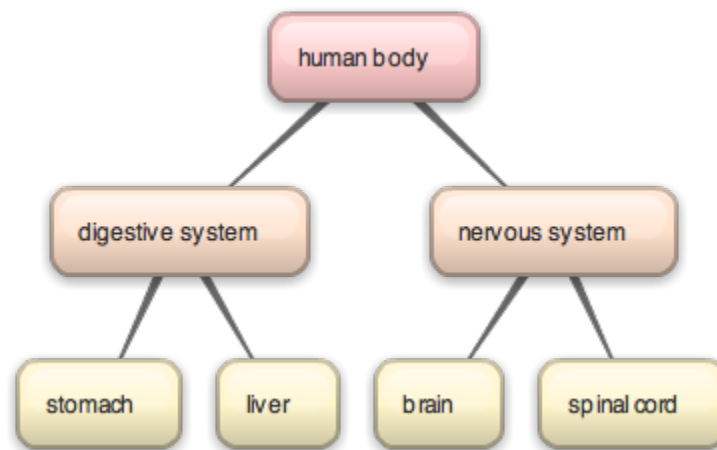 human body
digestive system
nervous system
stomach
liver
brain
spinal cord